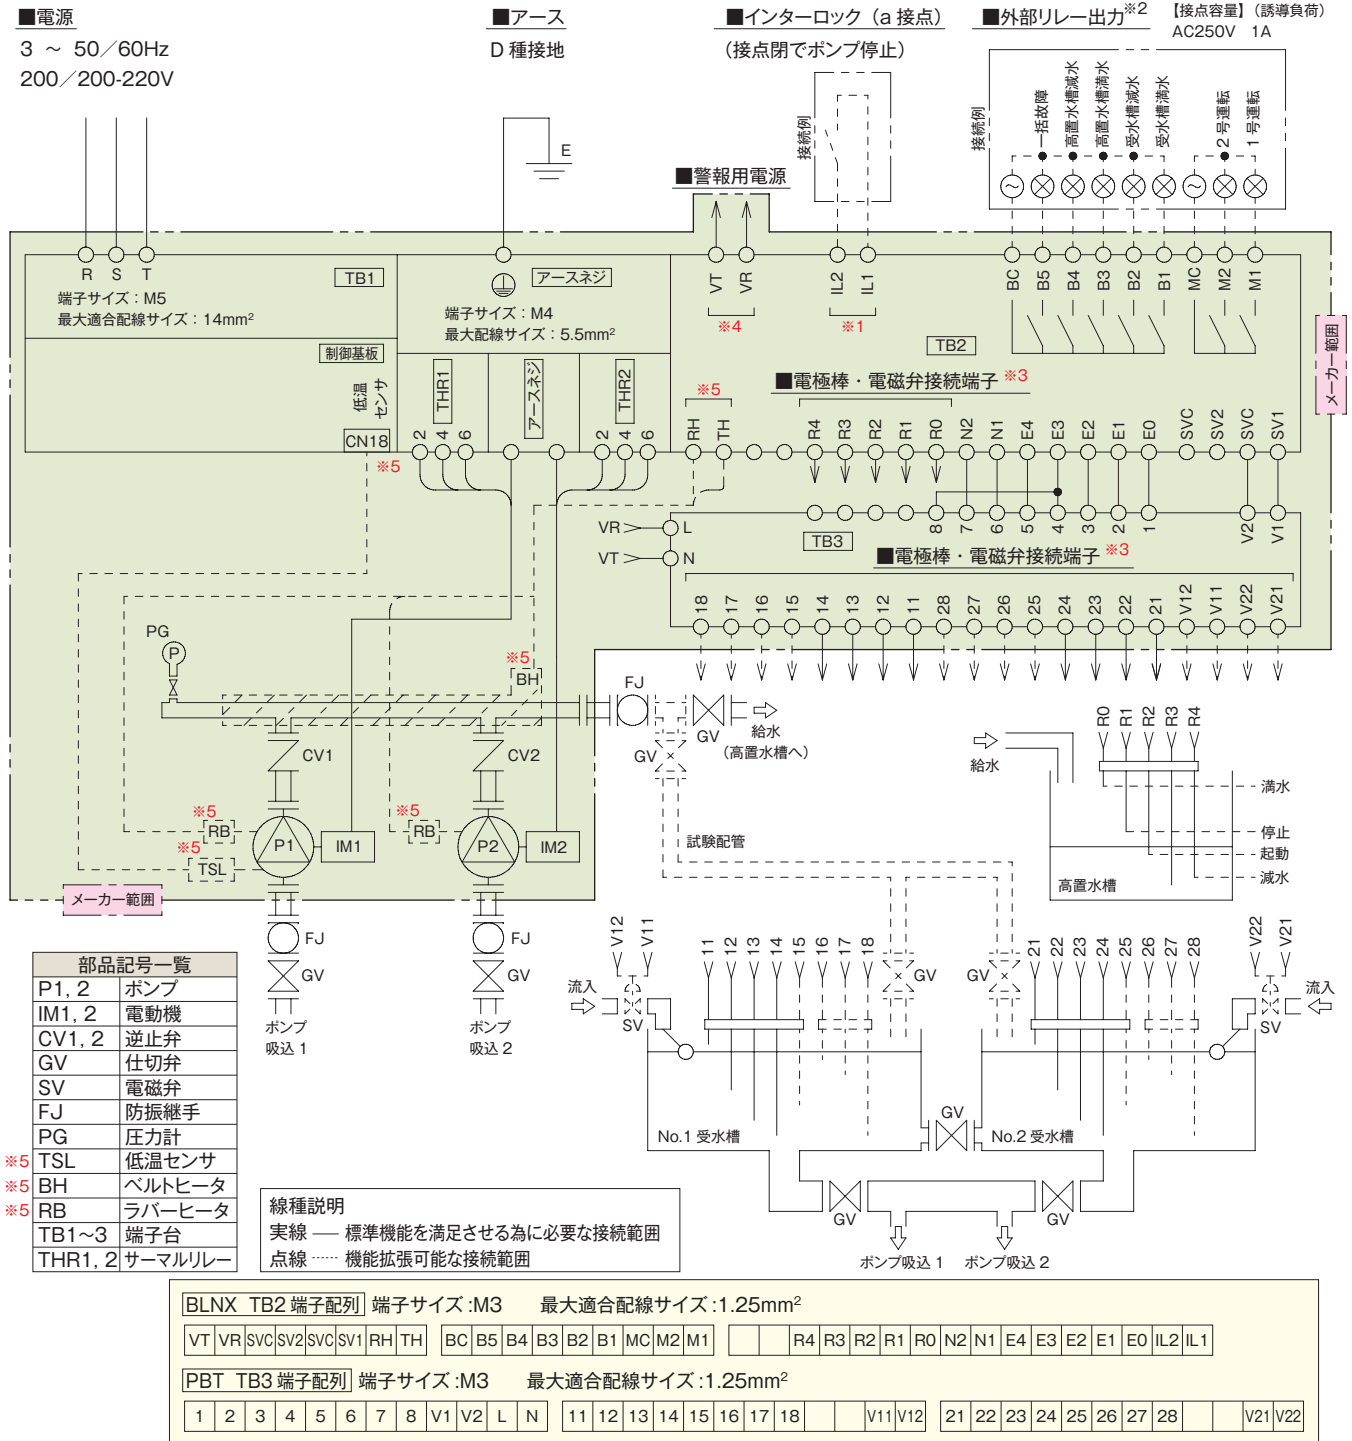 ■電源
3 ～ 50／60Hz
200／200-220V
■アース
D 種接地
E
■インターロック（a 接点）
（接点閉でポンプ停止）
接続例
■外部リレー出力※2
【接点容量】（誘導負荷）
AC250V 1A
接続例
一括故障
高置水槽減水
高置水槽満水
受水槽減水
受水槽満水
2 号運転
1 号運転
■警報用電源
R S T
TB1
端子サイズ：M5
最大適合配線サイズ：14mm²
アースネジ
端子サイズ：M4
最大配線サイズ：5.5mm²
VT VR
※4
IL2 IL1
※1
BC B5 B4 B3 B2 B1 MC M2 M1
TB2
メーカー範囲
制御基板
低温
センサ
CN18
※5
THR1
2 4 6
アースネジ
THR2
2 4 6
■電極棒・電磁弁接続端子 ※3
※5
RH TH R4 R3 R2 R1 R0 N2 N1 E4 E3 E2 E1 E0 SVC SV2 SVC SV1
8 7 6 5 4 3 2 1 V2 V1
VR L
VT N
TB3
■電極棒・電磁弁接続端子 ※3
18 17 16 15 14 13 12 11 28 27 26 25 24 23 22 21 V12 V11 V22 V21
PG
P
※5
BH
FJ
GV
給水
（高置水槽へ）
GV
CV1
CV2
※5
RB
※5
TSL
P1
IM1
※5
RB
P2
IM2
メーカー範囲
試験配管
R0 R1 R2 R3 R4
給水
満水
停止
起動
減水
高置水槽
FJ
GV
ポンプ
吸込 1
FJ
GV
ポンプ
吸込 2
V12 V11
流入
SV
11 12 13 14 15 16 17 18
GV
GV
21 22 23 24 25 26 27 28
V22 V21
流入
SV
No.1 受水槽
GV
No.2 受水槽
GV
GV
ポンプ吸込 1
ポンプ吸込 2
部品記号一覧
P1, 2 ポンプ
IM1, 2 電動機
CV1, 2 逆止弁
GV 仕切弁
SV 電磁弁
FJ 防振継手
PG 圧力計
※5 TSL 低温センサ
※5 BH ベルトヒータ
※5 RB ラバーヒータ
TB1～3 端子台
THR1, 2 サーマルリレー
線種説明
実線 — 標準機能を満足させる為に必要な接続範囲
点線 ┈ 機能拡張可能な接続範囲
BLNX TB2 端子配列 端子サイズ:M3 最大適合配線サイズ:1.25mm²
VT VR SVC SV2 SVC SV1 RH TH BC B5 B4 B3 B2 B1 MC M2 M1 R4 R3 R2 R1 R0 N2 N1 E4 E3 E2 E1 E0 IL2 IL1
PBT TB3 端子配列 端子サイズ:M3 最大適合配線サイズ:1.25mm²
1 2 3 4 5 6 7 8 V1 V2 L N 11 12 13 14 15 16 17 18 V11 V12 21 22 23 24 25 26 27 28 V21 V22